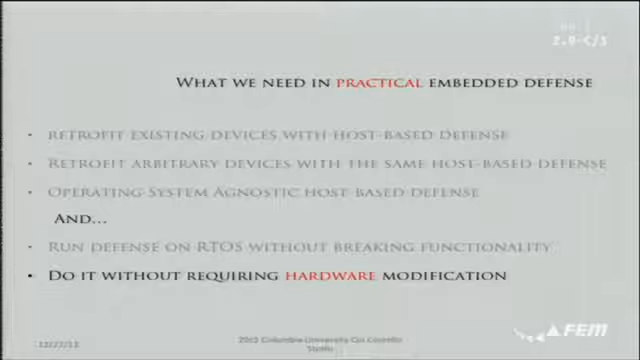 What we need in practical embedded defense
• retrofit existing devices with host-based defense
• Retrofit arbitrary devices with the same host-based defense
• Operating System Agnostic host based defense
And...
• Run defense on RTOS without breaking functionality
• Do it without requiring hardware modification
Columbia University
FEM